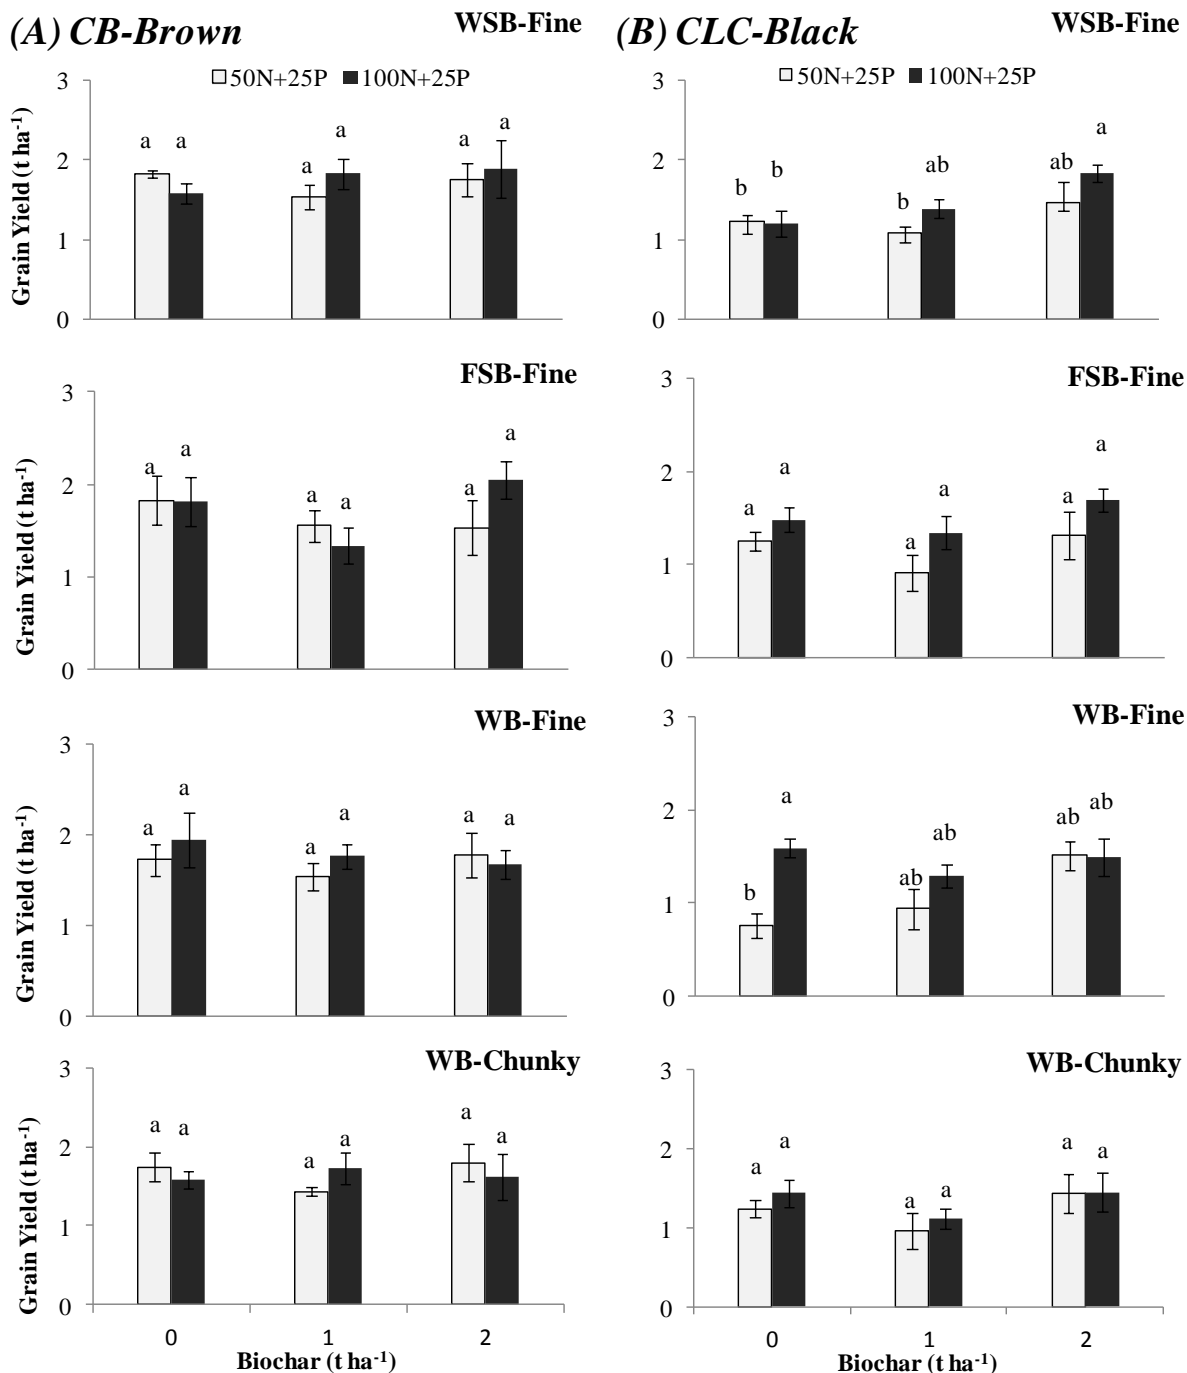 (A) CB-Brown
WSB-Fine
50N+25P 100N+25P
Grain Yield (t ha-1)
3
2
1
0
a a a a a a
FSB-Fine
Grain Yield (t ha-1)
3
2
1
0
a a a a a a
WB-Fine
Grain Yield (t ha-1)
3
2
1
0
a a a a a a
WB-Chunky
Grain Yield (t ha-1)
3
2
1
0
a a a a a a
0 1 2
Biochar (t ha-1)
(B) CLC-Black
WSB-Fine
50N+25P 100N+25P
3
2
1
0
b b b ab ab a
FSB-Fine
3
2
1
0
a a a a a a
WB-Fine
3
2
1
0
b a ab ab ab ab
WB-Chunky
3
2
1
0
a a a a a a
0 1 2
Biochar (t ha-1)